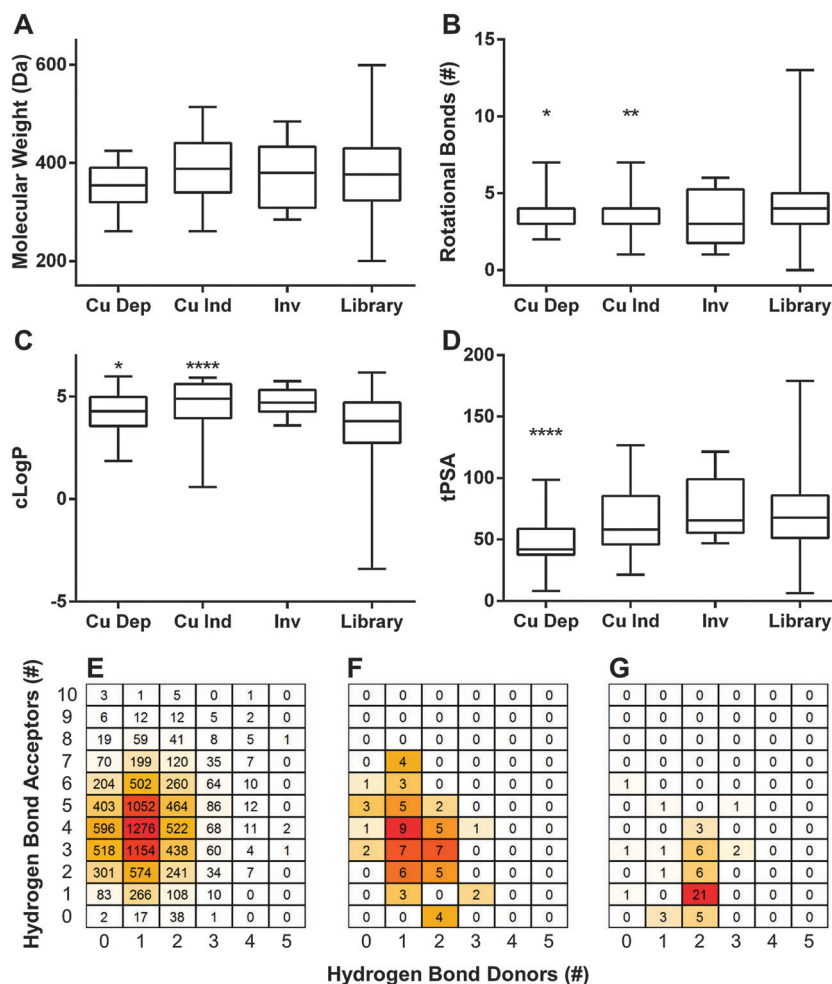 A
Molecular Weight (Da)
600
400
200
Cu Dep Cu Ind Inv Library
B
Rotational Bonds (#)
15
10
5
0
* **
Cu Dep Cu Ind Inv Library
C
cLogP
5
0
-5
* ****
Cu Dep Cu Ind Inv Library
D
tPSA
200
150
100
50
0
****
Cu Dep Cu Ind Inv Library
Hydrogen Bond Acceptors (#)
E
10 3 1 5 0 1 0
9 6 12 12 5 2 0
8 19 59 41 8 5 1
7 70 199 120 35 7 0
6 204 502 260 64 10 0
5 403 1052 464 86 12 0
4 596 1276 522 68 11 2
3 518 1154 438 60 4 1
2 301 574 241 34 7 0
1 83 266 108 10 0 0
0 2 17 38 1 0 0
0 1 2 3 4 5
F
0 0 0 0 0 0
0 0 0 0 0 0
0 0 0 0 0 0
0 4 0 0 0 0
1 3 0 0 0 0
3 5 2 0 0 0
1 9 5 1 0 0
2 7 7 0 0 0
0 6 5 0 0 0
0 3 0 2 0 0
0 0 4 0 0 0
0 1 2 3 4 5
G
0 0 0 0 0 0
0 0 0 0 0 0
0 0 0 0 0 0
0 0 0 0 0 0
1 0 0 0 0 0
0 1 0 1 0 0
0 0 3 0 0 0
1 1 6 2 0 0
0 1 6 0 0 0
1 0 21 0 0 0
0 3 5 0 0 0
0 1 2 3 4 5
Hydrogen Bond Donors (#)